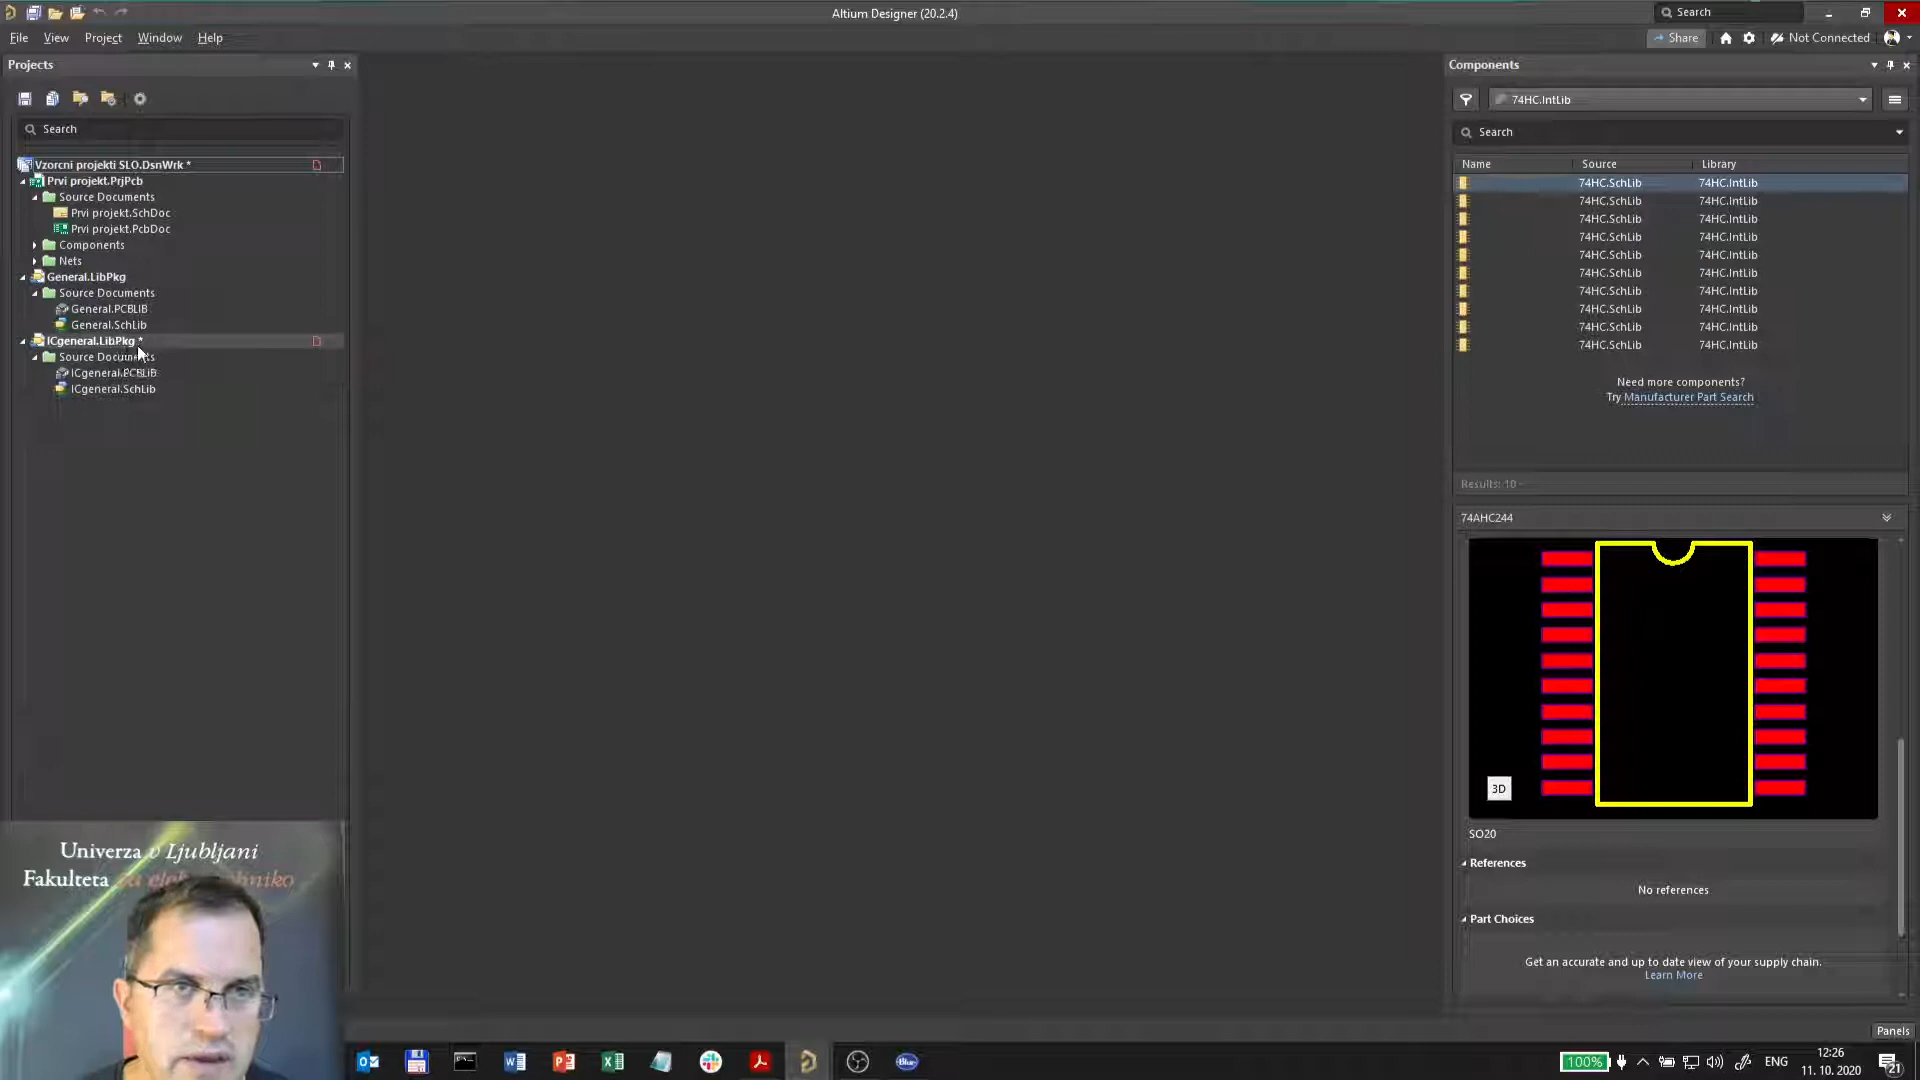 Altium Designer (20.2.4)
Search
File View Project Window Help
Share
Not Connected
Projects
Components
74HC.IntLib
Search
Search
Name Source Library
Vzorcni projekti SLO.DsnWrk *
Prvi projekt.PrjPcb
Source Documents
Prvi projekt.SchDoc
Prvi projekt.PcbDoc
Components
Nets
General.LibPkg
Source Documents
General.PCBLIB
General.SchLib
ICgeneral.LibPkg *
Source Documents
ICgeneral.PCBLIB
ICgeneral.SchLib
74HC.SchLib 74HC.IntLib
74HC.SchLib 74HC.IntLib
74HC.SchLib 74HC.IntLib
74HC.SchLib 74HC.IntLib
74HC.SchLib 74HC.IntLib
74HC.SchLib 74HC.IntLib
74HC.SchLib 74HC.IntLib
74HC.SchLib 74HC.IntLib
74HC.SchLib 74HC.IntLib
74HC.SchLib 74HC.IntLib
Need more components?
Try Manufacturer Part Search
Results: 10
74AHC244
3D
SO20
References
No references
Part Choices
Get an accurate and up to date view of your supply chain.
Learn More
Panels
Univerza v Ljubljani
Fakulteta za elektrotehniko
100%
ENG
12:26
11. 10. 2020
21